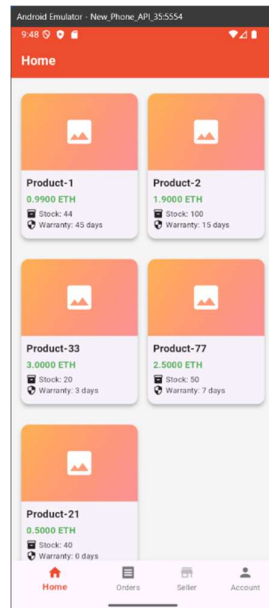 Android Emulator - New_Phone_API_35:5554
9:48
Home
Product-1
0.9900 ETH
Stock: 44
Warranty: 45 days
Product-2
1.9000 ETH
Stock: 100
Warranty: 15 days
Product-33
3.0000 ETH
Stock: 20
Warranty: 3 days
Product-77
2.5000 ETH
Stock: 50
Warranty: 7 days
Product-21
0.5000 ETH
Stock: 40
Warranty: 0 days
Home
Orders
Seller
Account